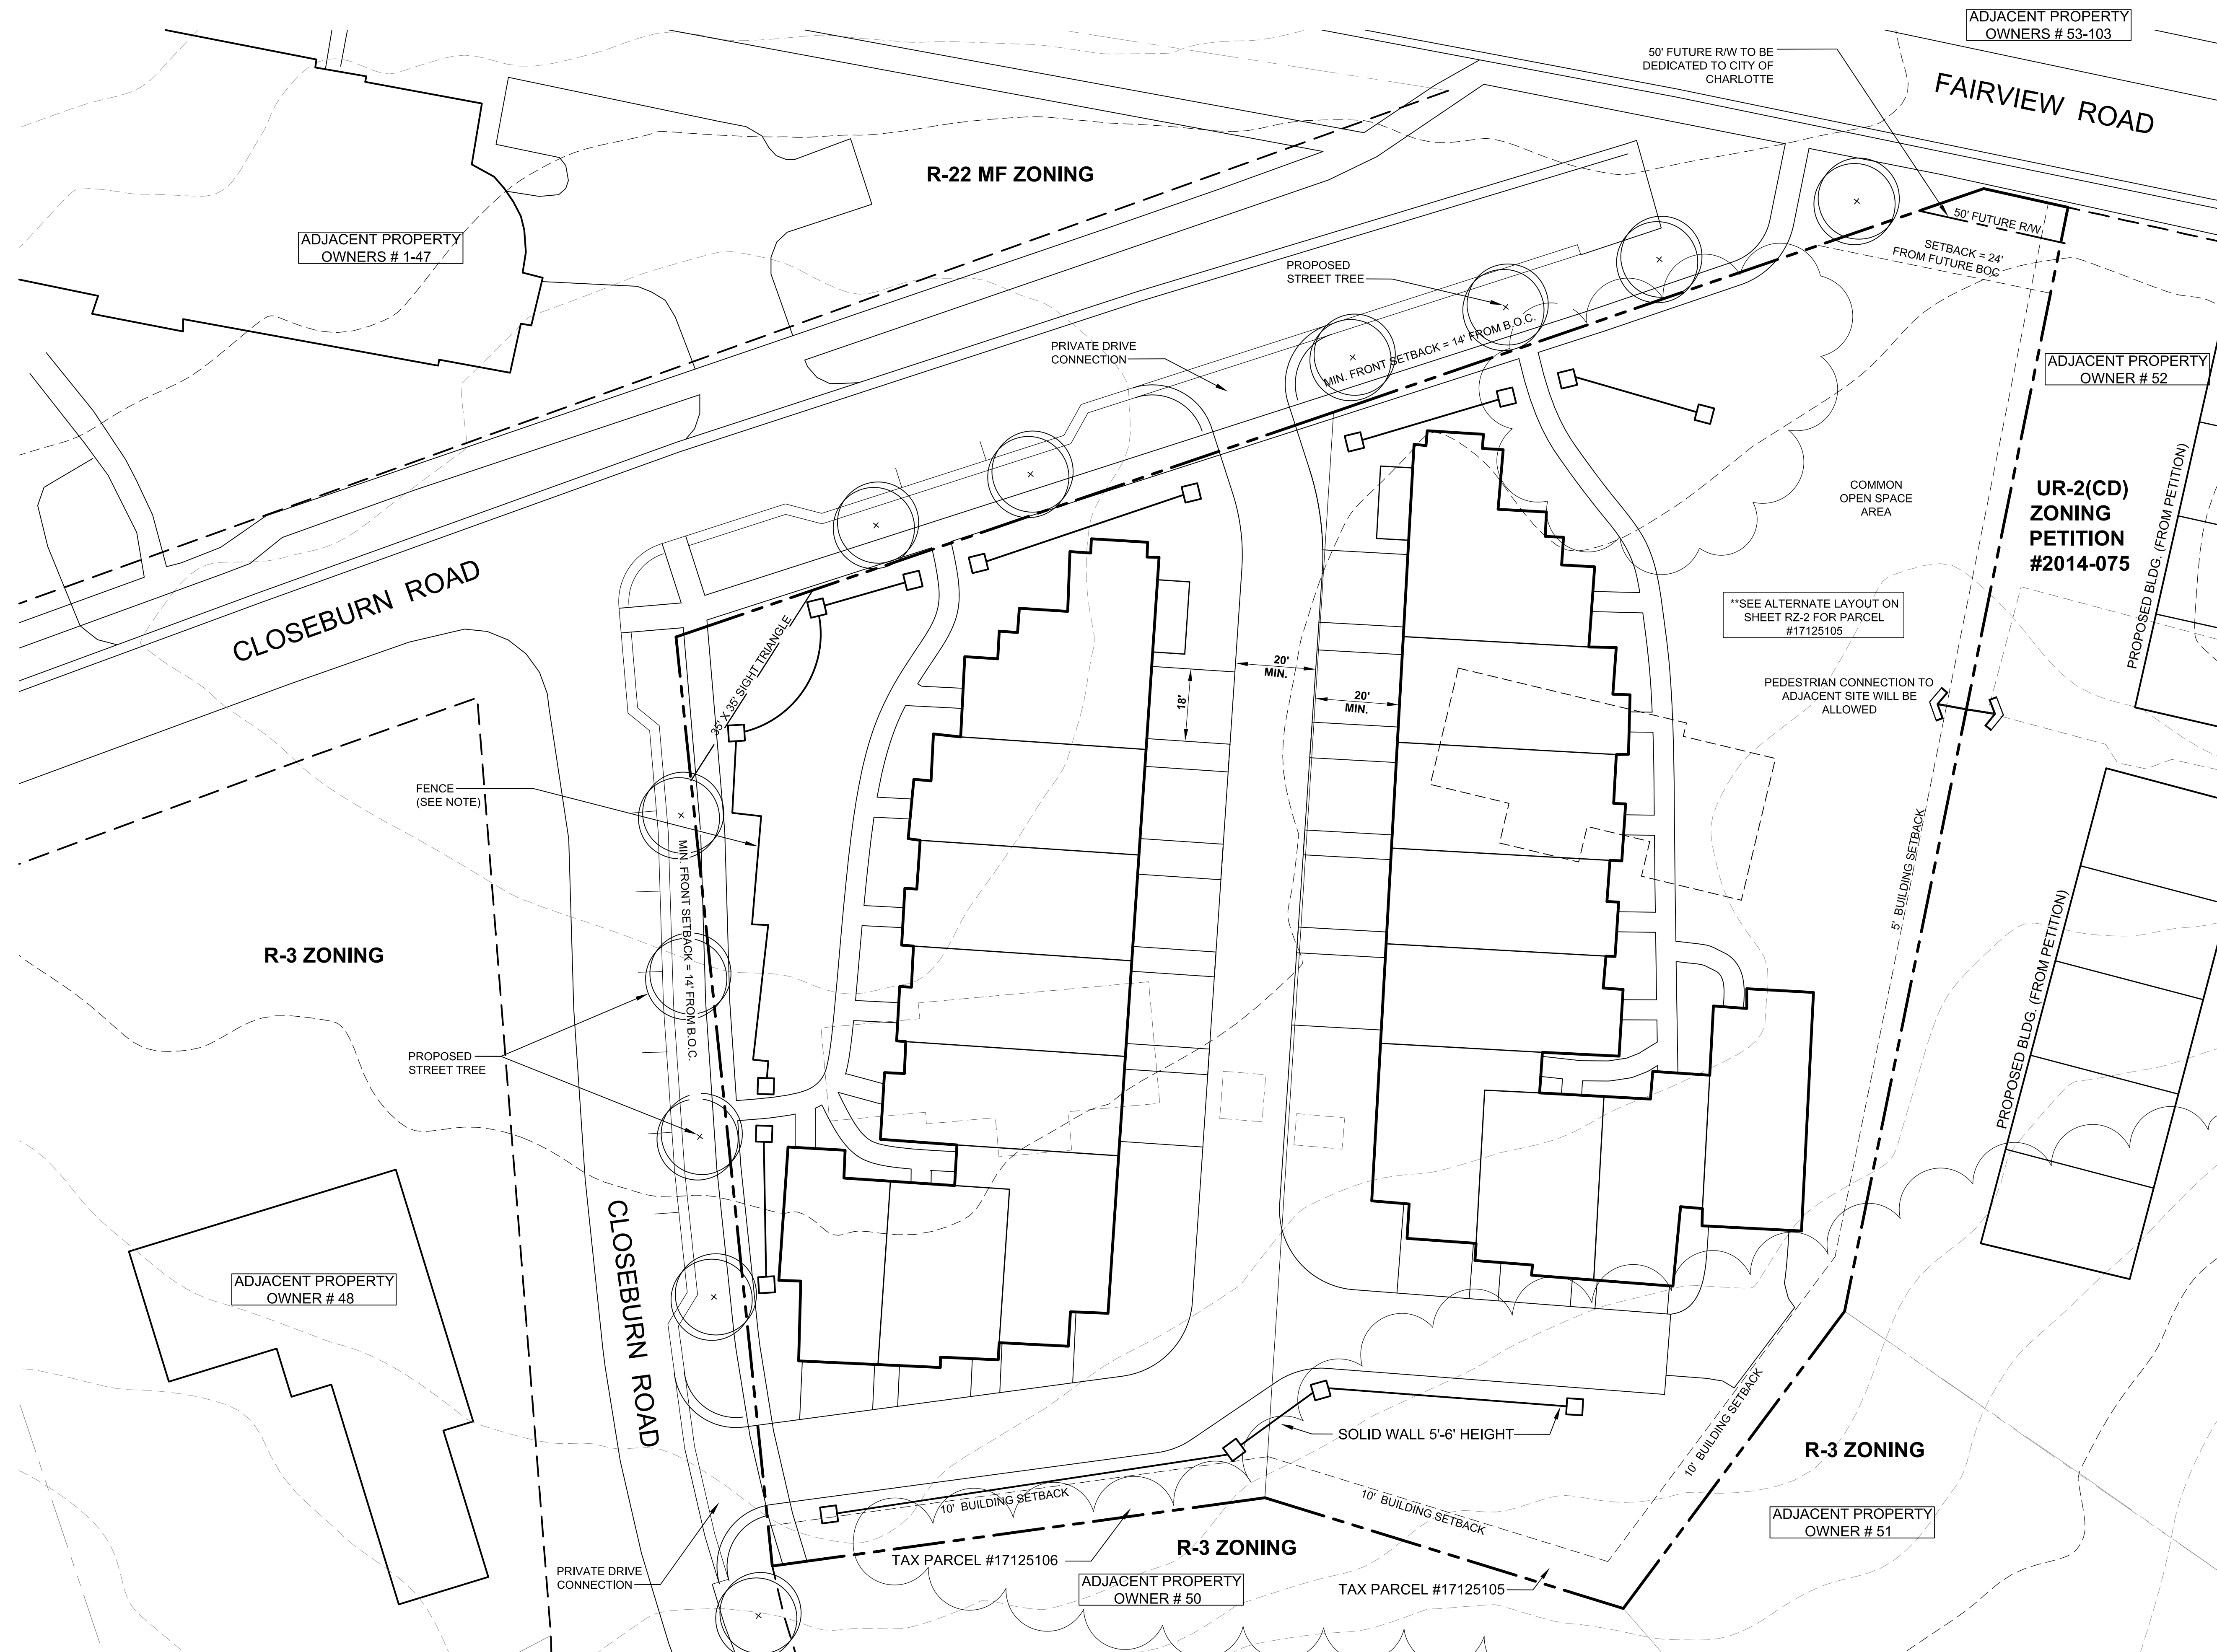 ADJACENT PROPERTY
OWNERS # 53-103
50' FUTURE R/W TO BE
DEDICATED TO CITY OF
CHARLOTTE
FAIRVIEW ROAD
R-22 MF ZONING
ADJACENT PROPERTY
OWNERS # 1-47
50' FUTURE R/W
SETBACK = 24'
FROM FUTURE BOC
PROPOSED
STREET TREE
MIN. FRONT SETBACK = 14' FROM B.O.C.
PRIVATE DRIVE
CONNECTION
ADJACENT PROPERTY
OWNER # 52
COMMON
OPEN SPACE
AREA
UR-2(CD)
ZONING
PETITION
#2014-075
PROPOSED BLDG. (FROM PETITION)
CLOSEBURN ROAD
**SEE ALTERNATE LAYOUT ON
SHEET RZ-2 FOR PARCEL
#17125105
35' X 35' SIGHT TRIANGLE
20'
MIN.
18'
20'
MIN.
PEDESTRIAN CONNECTION TO
ADJACENT SITE WILL BE
ALLOWED
FENCE
(SEE NOTE)
MIN. FRONT SETBACK = 14' FROM B.O.C.
5' BUILDING SETBACK
R-3 ZONING
PROPOSED BLDG. (FROM PETITION)
PROPOSED
STREET TREE
ADJACENT PROPERTY
OWNER # 48
CLOSEBURN ROAD
SOLID WALL 5'-6' HEIGHT
10' BUILDING SETBACK
R-3 ZONING
10' BUILDING SETBACK
10' BUILDING SETBACK
ADJACENT PROPERTY
OWNER # 51
R-3 ZONING
TAX PARCEL #17125106
PRIVATE DRIVE
CONNECTION
ADJACENT PROPERTY
OWNER # 50
TAX PARCEL #17125105